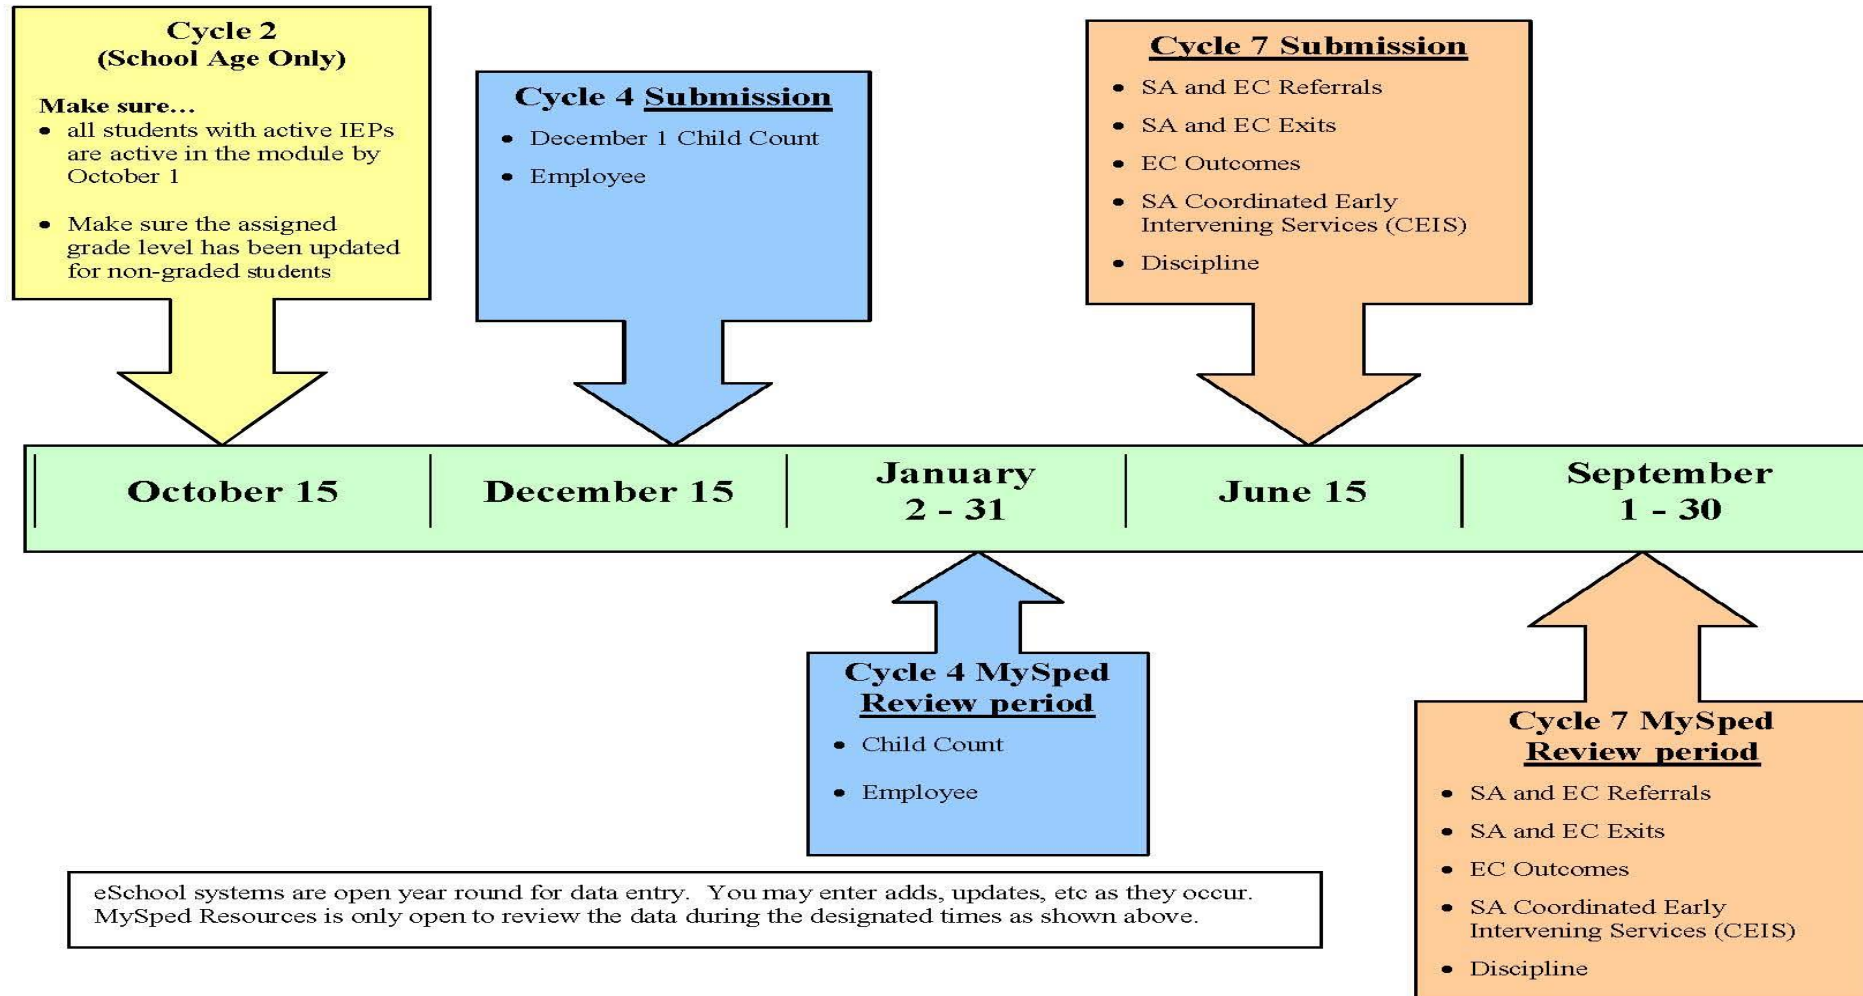 Cycle 2
(School Age Only)
Make sure…
• all students with active IEPs
are active in the module by
October 1
• Make sure the assigned
grade level has been updated
for non-graded students
Cycle 4 Submission
• December 1 Child Count
• Employee
Cycle 7 Submission
• SA and EC Referrals
• SA and EC Exits
• EC Outcomes
• SA Coordinated Early
Intervening Services (CEIS)
• Discipline
October 15
December 15
January
2 - 31
June 15
September
1 - 30
Cycle 4 MySped
Review period
• Child Count
• Employee
Cycle 7 MySped
Review period
• SA and EC Referrals
• SA and EC Exits
• EC Outcomes
• SA Coordinated Early
Intervening Services (CEIS)
• Discipline
eSchool systems are open year round for data entry. You may enter adds, updates, etc as they occur.
MySped Resources is only open to review the data during the designated times as shown above.